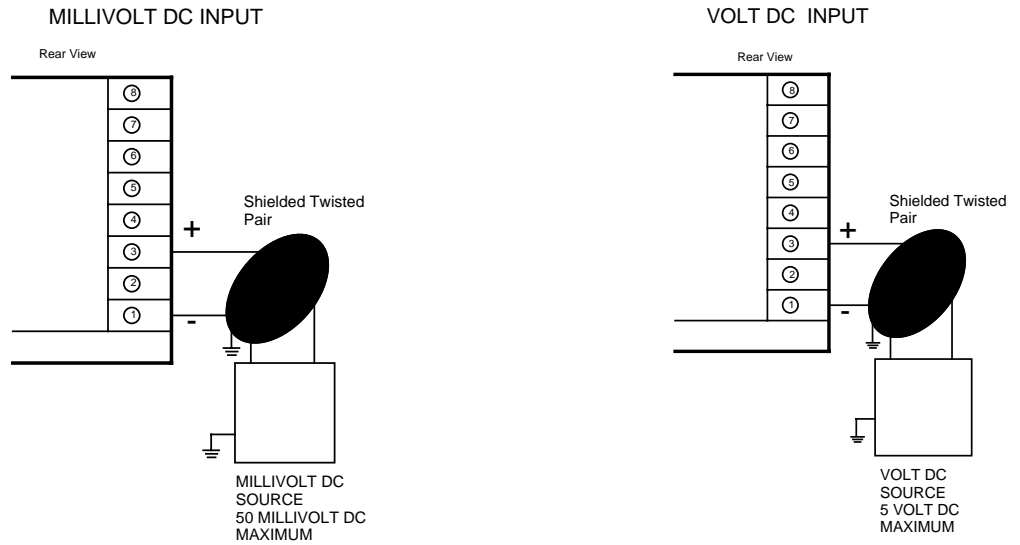 MILLIVOLT DC INPUT
Rear View
8
7
6
5
4
3
2
1
+
-
Shielded Twisted
Pair
MILLIVOLT DC
SOURCE
50 MILLIVOLT DC
MAXIMUM
VOLT DC INPUT
Rear View
8
7
6
5
4
3
2
1
+
-
Shielded Twisted
Pair
VOLT DC
SOURCE
5 VOLT DC
MAXIMUM